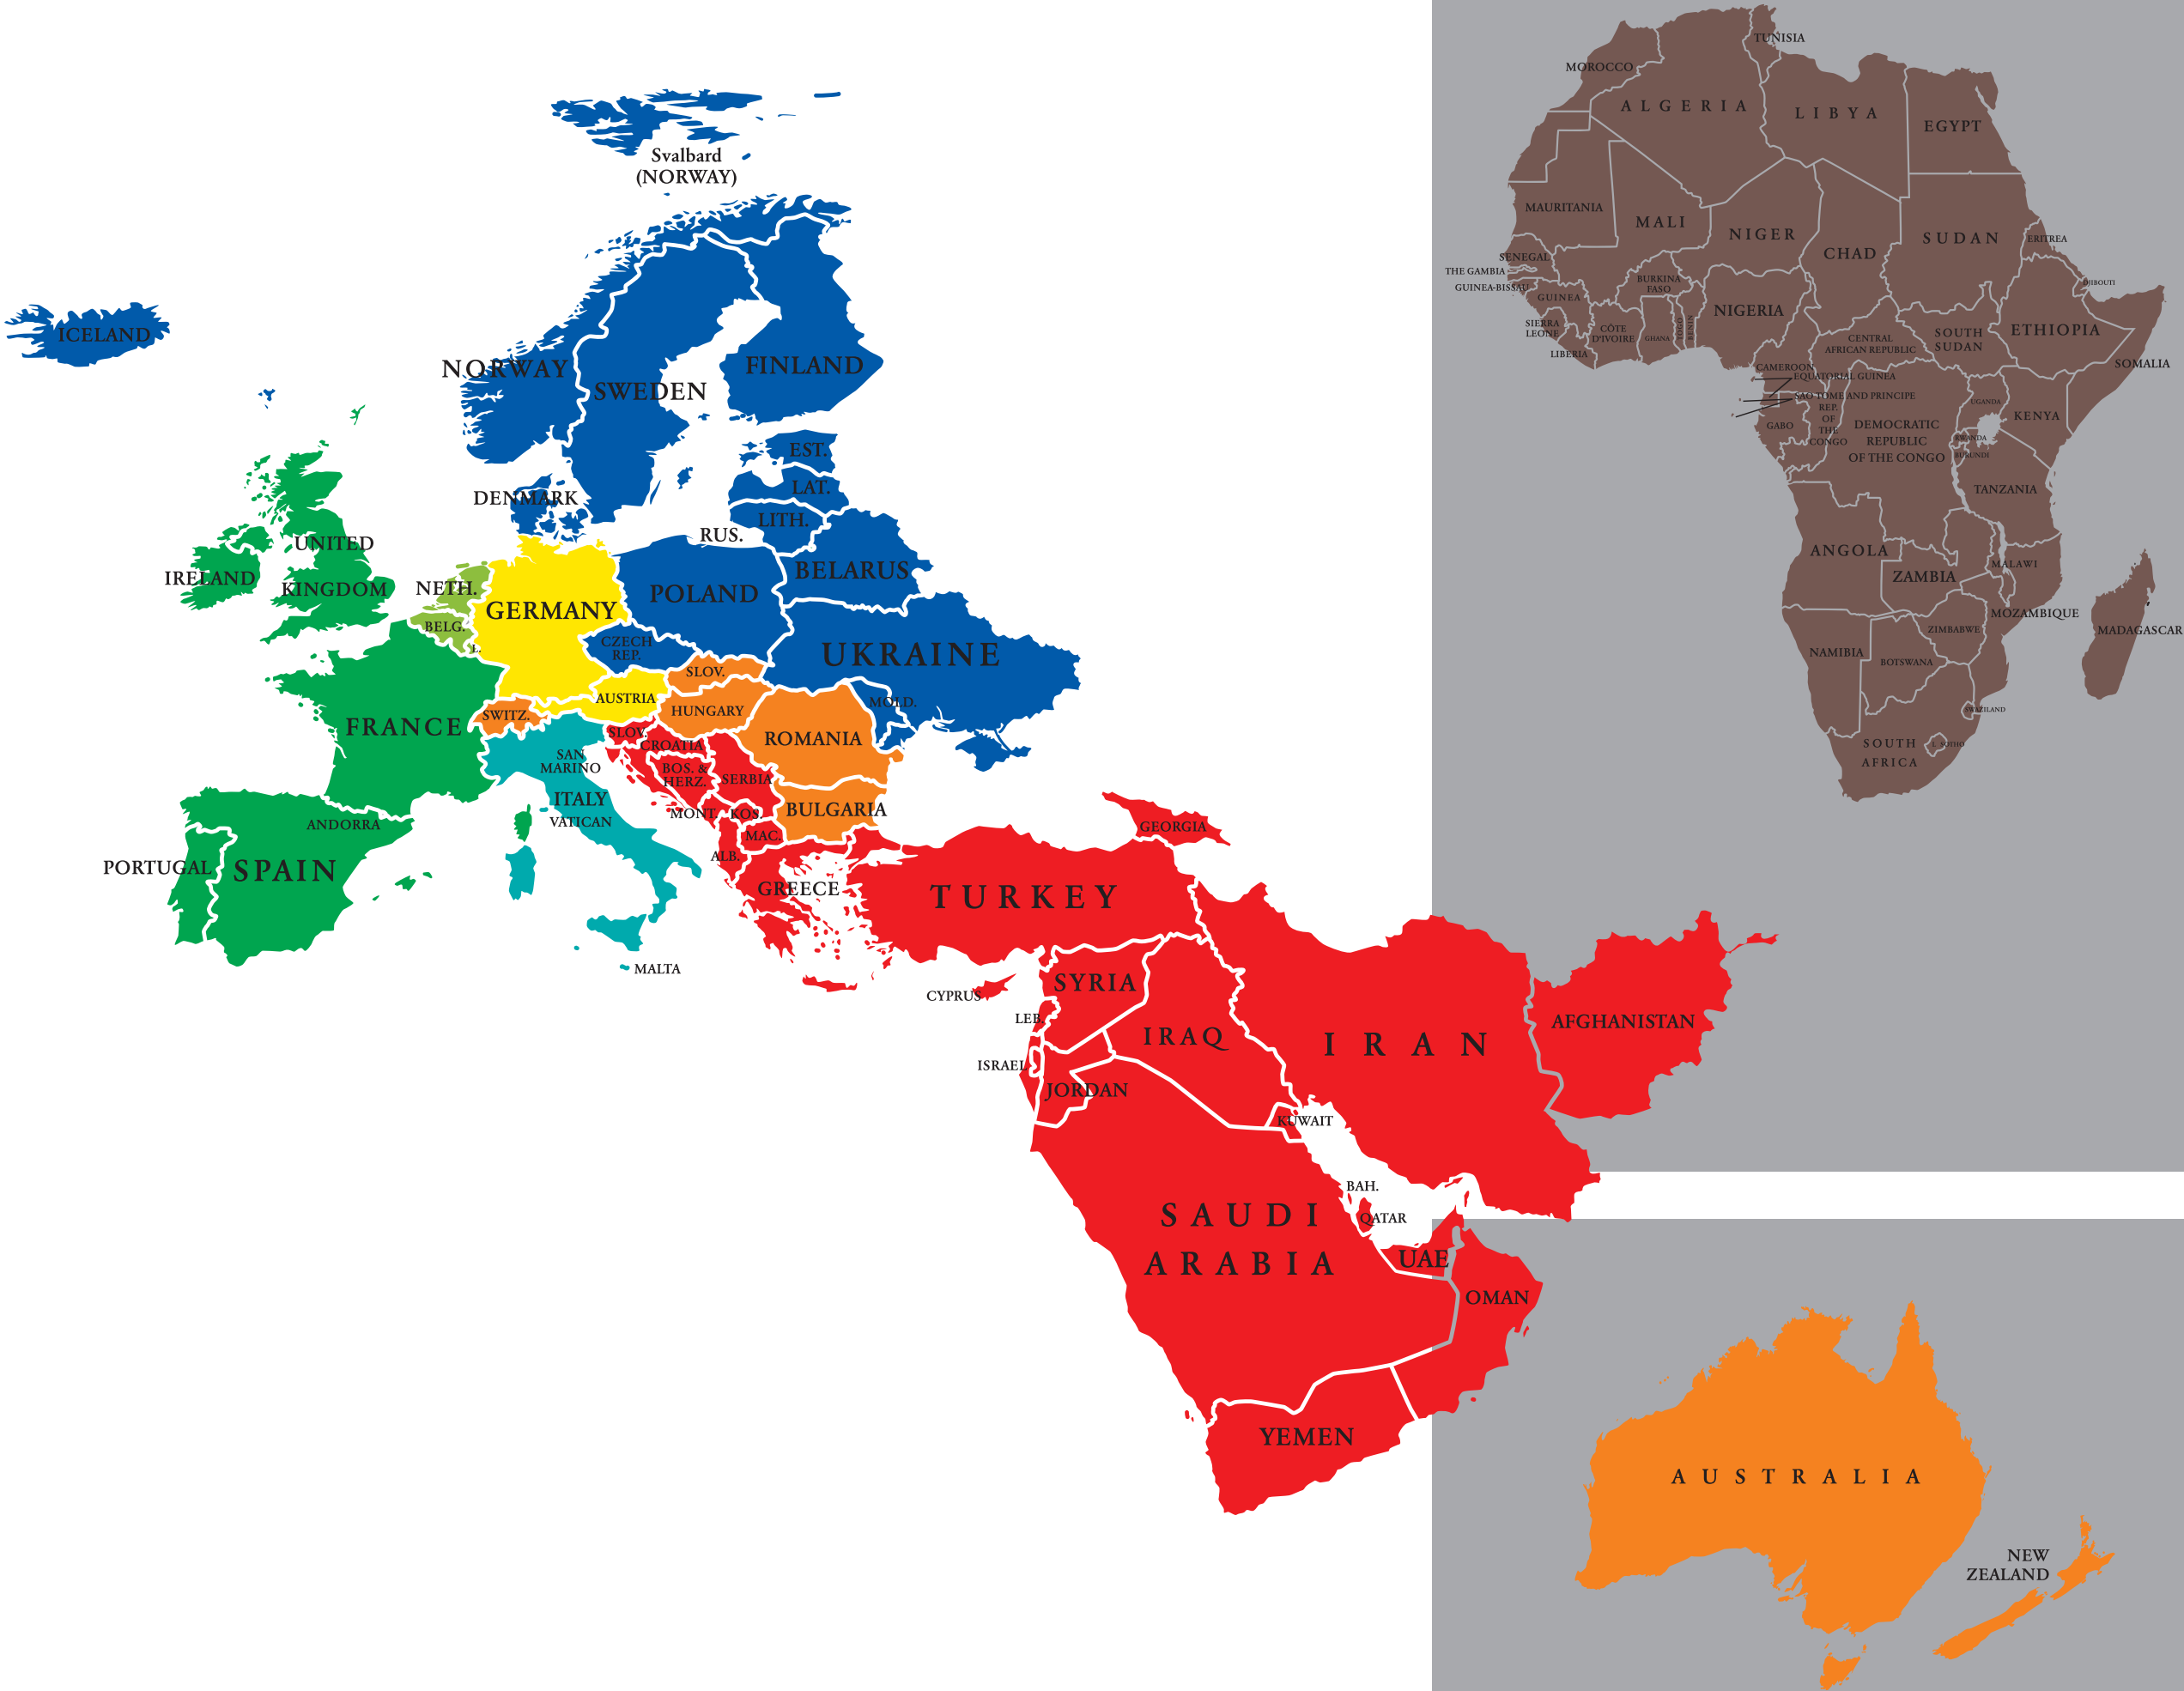 Svalbard
(NORWAY)
ICELAND
NORWAY
SWEDEN
FINLAND
EST.
LAT.
LITH.
DENMARK
RUS.
UNITED
KINGDOM
IRELAND
NETH.
BELG.
L.
GERMANY
POLAND
BELARUS
UKRAINE
CZECH
REP.
SLOV.
AUSTRIA
HUNGARY
MOLD.
SWITZ.
FRANCE
ROMANIA
SLOV.
CROATIA
SAN
MARINO
BOS. &
HERZ.
SERBIA
ITALY
VATICAN
MONT.
KOS.
BULGARIA
ANDORRA
MAC.
ALB.
PORTUGAL
SPAIN
GREECE
MALTA
GEORGIA
TURKEY
CYPRUS
SYRIA
LEB.
IRAQ
IRAN
AFGHANISTAN
ISRAEL
JORDAN
KUWAIT
BAH.
QATAR
SAUDI
ARABIA
UAE
OMAN
YEMEN
TUNISIA
MOROCCO
ALGERIA
LIBYA
EGYPT
MAURITANIA
MALI
NIGER
CHAD
SUDAN
ERITREA
SENEGAL
THE GAMBIA
GUINEA-BISSAU
GUINEA
BURKINA
FASO
DJIBOUTI
SIERRA
LEONE
LIBERIA
CÔTE
D'IVOIRE
GHANA
TOGO
BENIN
NIGERIA
CENTRAL
AFRICAN REPUBLIC
SOUTH
SUDAN
ETHIOPIA
SOMALIA
CAMEROON
EQUATORIAL GUINEA
SAO TOME AND PRINCIPE
GABO
REP.
OF
THE
CONGO
DEMOCRATIC
REPUBLIC
OF THE CONGO
UGANDA
KENYA
RWANDA
BURUNDI
TANZANIA
ANGOLA
ZAMBIA
MALAWI
MOZAMBIQUE
MADAGASCAR
ZIMBABWE
NAMIBIA
BOTSWANA
SWAZILAND
SOUTH
AFRICA
AUSTRALIA
NEW
ZEALAND